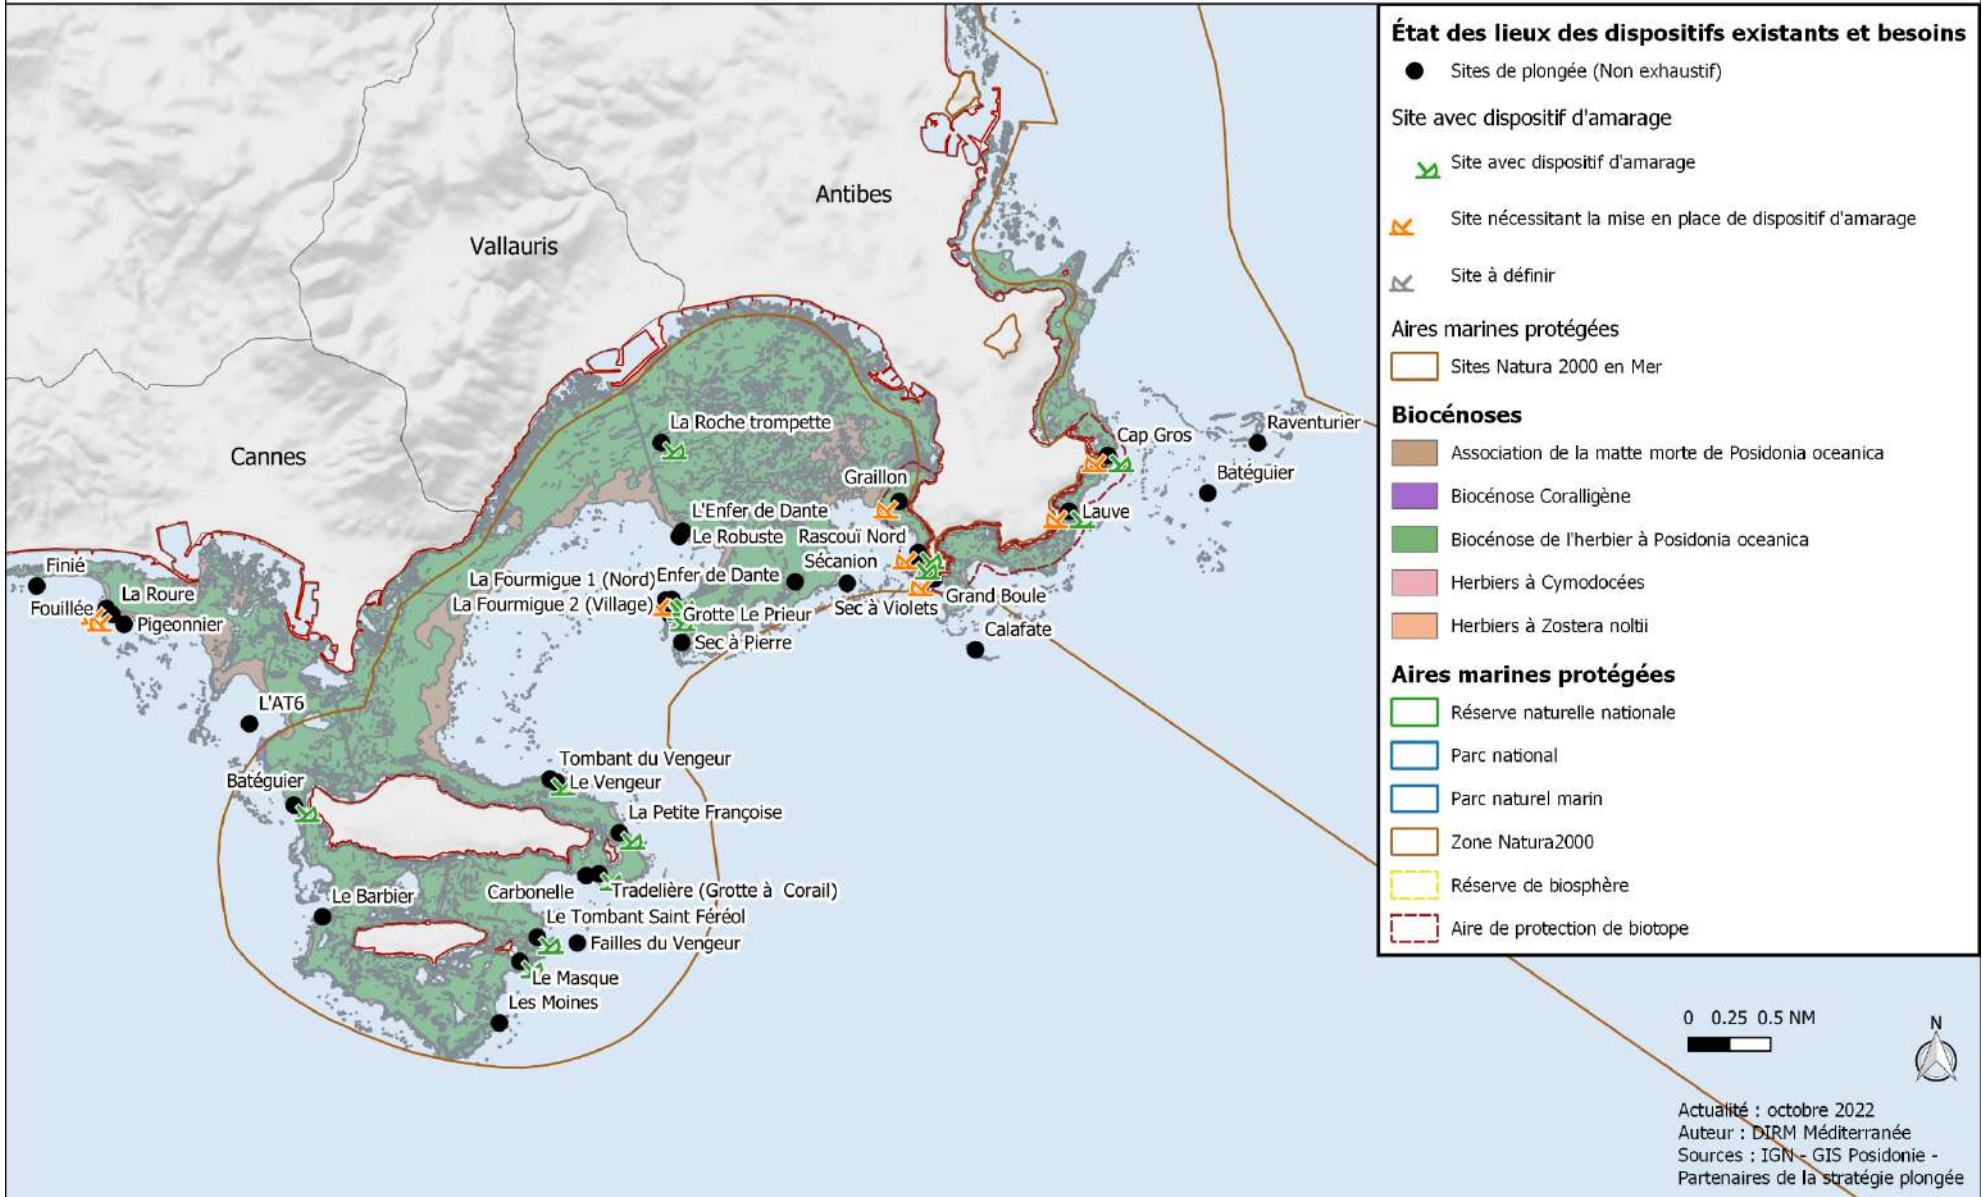 Antibes
Vallauris
Cannes
La Roche trompette
Cap Gros
Raventurier
Batéguier
Graillon
Lauve
L'Enfer de Dante
Le Robuste
Rascouï Nord
Sécanion
Finié
La Roure
Fouillée
Pigeonnier
La Fourmigue 1 (Nord)
Enfer de Dante
La Fourmigue 2 (Village)
Grotte Le Prieur
Sec à Violets
Grand Boule
Sec à Pierre
Calafate
L'AT6
Tombant du Vengeur
Le Vengeur
Batéguier
La Petite Françoise
Carbonelle
Tradelière (Grotte à Corail)
Le Barbier
Le Tombant Saint Féréol
Failles du Vengeur
Le Masque
Les Moines
État des lieux des dispositifs existants et besoins
Sites de plongée (Non exhaustif)
Site avec dispositif d'amarage
Site avec dispositif d'amarage
Site nécessitant la mise en place de dispositif d'amarage
Site à définir
Aires marines protégées
Sites Natura 2000 en Mer
Biocénoses
Association de la matte morte de Posidonia oceanica
Biocénose Coralligène
Biocénose de l'herbier à Posidonia oceanica
Herbiers à Cymodocées
Herbiers à Zostera noltii
Aires marines protégées
Réserve naturelle nationale
Parc national
Parc naturel marin
Zone Natura2000
Réserve de biosphère
Aire de protection de biotope
0 0.25 0.5 NM
N
Actualité : octobre 2022
Auteur : DIRM Méditerranée
Sources : IGN - GIS Posidonie -
Partenaires de la stratégie plongée